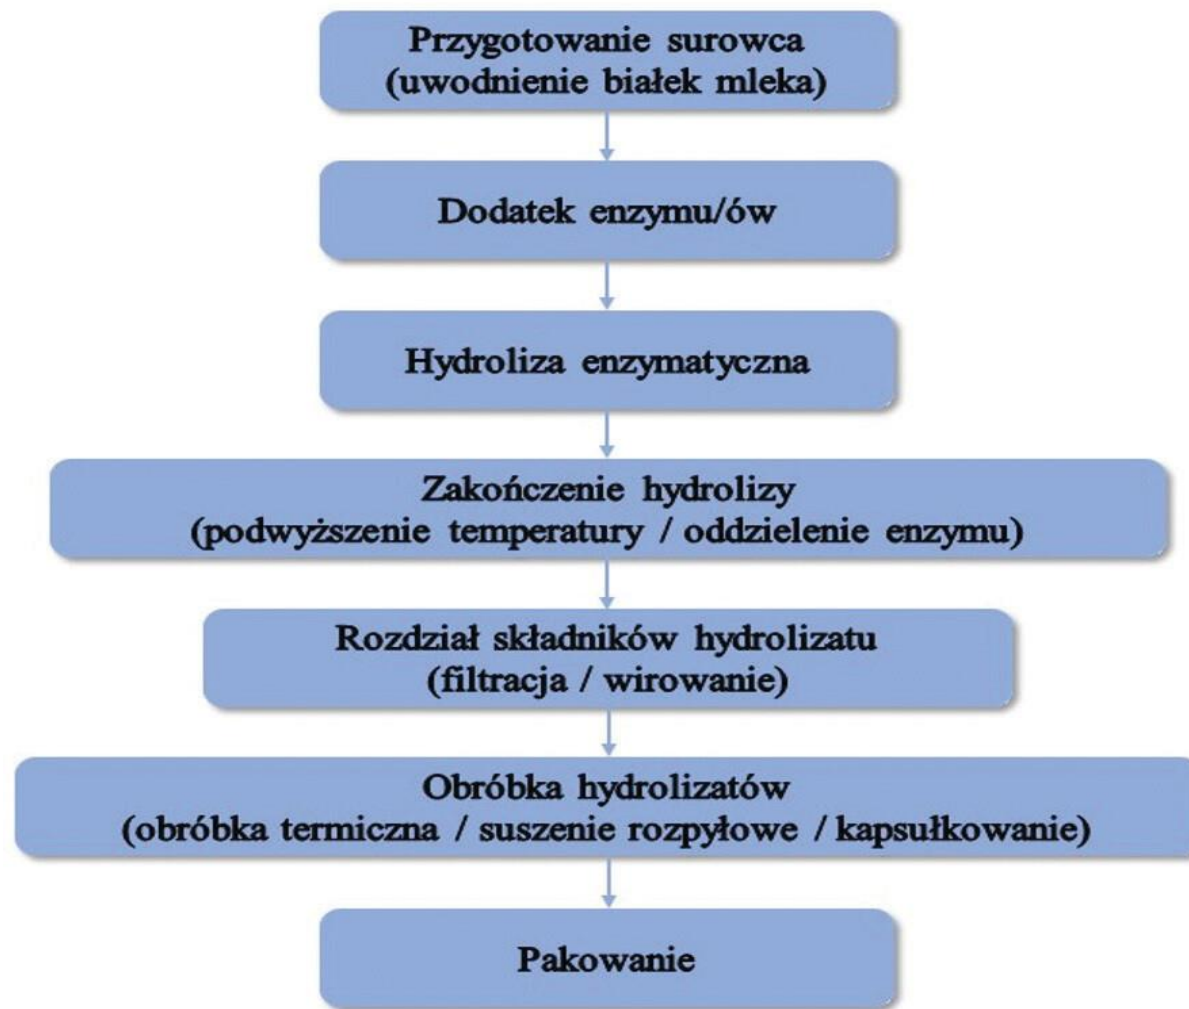 Przygotowanie surowca
(uwodnienie białek mleka)
Dodatek enzymu/ów
Hydroliza enzymatyczna
Zakończenie hydrolizy
(podwyższenie temperatury / oddzielenie enzymu)
Rozdział składników hydrolizatu
(filtracja / wirowanie)
Obróbka hydrolizatów
(obróbka termiczna / suszenie rozpyłowe / kapsułkowanie)
Pakowanie